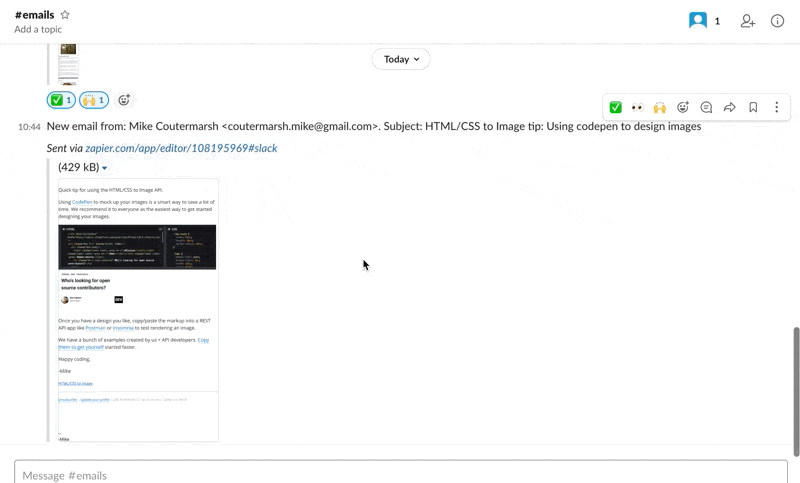 #emails
Add a topic
1
Today
1
1
10:44 New email from: Mike Coutermarsh <coutermarsh.mike@gmail.com>. Subject: HTML/CSS to Image tip: Using codepen to design images
Sent via zapier.com/app/editor/108195969#slack
(429 kB)
Quick tip for using the HTML/CSS to Image API.
Using CodePen to mock up your images is a smart way to save a lot of
time. We recommend it to everyone as the easiest way to get started
designing your images.
Who's looking for open
source contributors?
DEV
Once you have a design you like, copy/paste the markup into a REST
API app like Postman or Insomnia to test rendering an image.
We have a bunch of examples created by us + API developers. Copy
them to get yourself started faster.
Happy coding,
-Mike
HTML/CSS to Image
-Mike
Message #emails